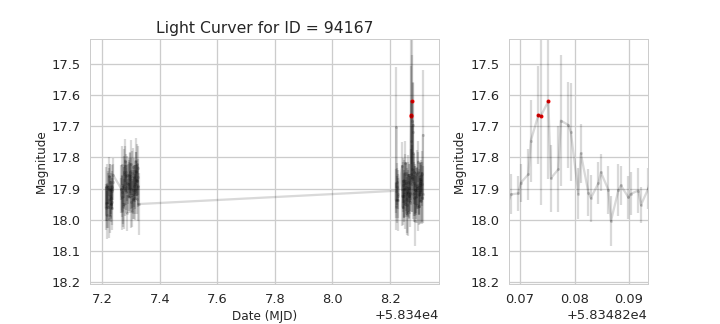 Light Curver for ID = 94167
Magnitude
17.5
17.6
17.7
17.8
17.9
18.0
18.1
18.2
7.2 7.4 7.6 7.8 8.0 8.2
Date (MJD)
+5.834e4
Magnitude
17.5
17.6
17.7
17.8
17.9
18.0
18.1
18.2
0.07 0.08 0.09
+5.83482e4